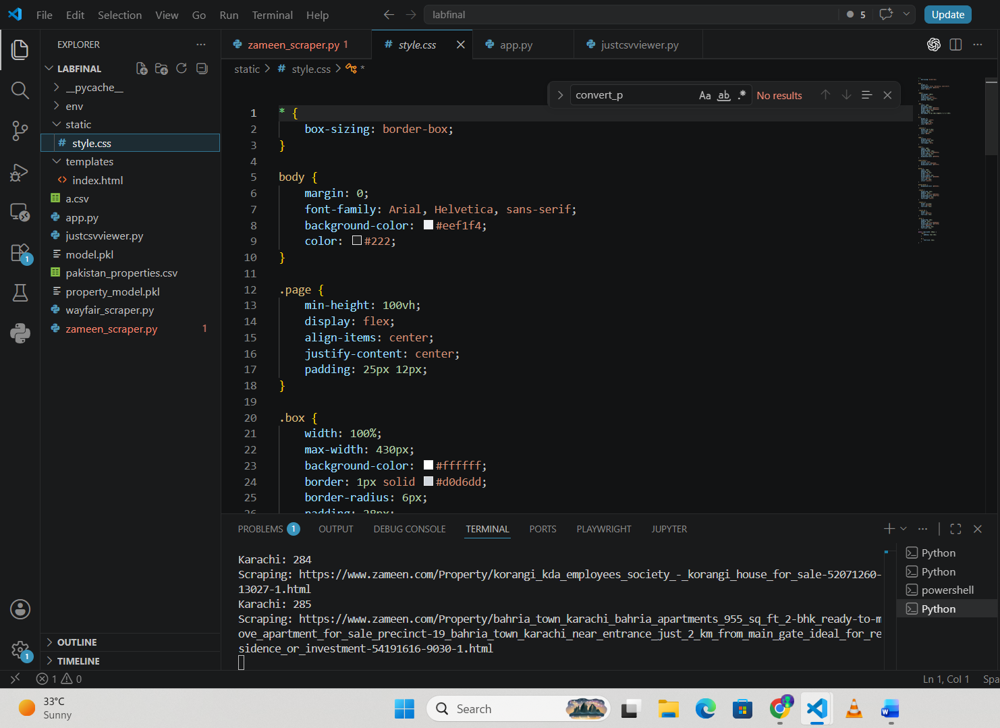 File Edit Selection View Go Run Terminal Help
labfinal
5
Update
EXPLORER
zameen_scraper.py 1
# style.css
app.py
justcsvviewer.py
LABFINAL
static > # style.css > *
__pycache__
env
static
# style.css
templates
<> index.html
a.csv
app.py
justcsvviewer.py
model.pkl
pakistan_properties.csv
property_model.pkl
wayfair_scraper.py
zameen_scraper.py 1
OUTLINE
TIMELINE
convert_p Aa ab .* No results
1 * {
2 box-sizing: border-box;
3 }
4
5 body {
6 margin: 0;
7 font-family: Arial, Helvetica, sans-serif;
8 background-color: #eef1f4;
9 color: #222;
10 }
11
12 .page {
13 min-height: 100vh;
14 display: flex;
15 align-items: center;
16 justify-content: center;
17 padding: 25px 12px;
18 }
19
20 .box {
21 width: 100%;
22 max-width: 430px;
23 background-color: #ffffff;
24 border: 1px solid #d0d6dd;
25 border-radius: 6px;
26 padding: 28px;
PROBLEMS 1 OUTPUT DEBUG CONSOLE TERMINAL PORTS PLAYWRIGHT JUPYTER
Karachi: 284
Scraping: https://www.zameen.com/Property/korangi_kda_employees_society_-_korangi_house_for_sale-52071260-
13027-1.html
Karachi: 285
Scraping: https://www.zameen.com/Property/bahria_town_karachi_bahria_apartments_955_sq_ft_2-bhk_ready-to-m
ove_apartment_for_sale_precinct-19_bahria_town_karachi_near_entrance_just_2_km_from_main_gate_ideal_for_re
sidence_or_investment-54191616-9030-1.html
Python
Python
powershell
Python
1
1
1 0
Ln 1, Col 1 Spa
33°C
Sunny
Search